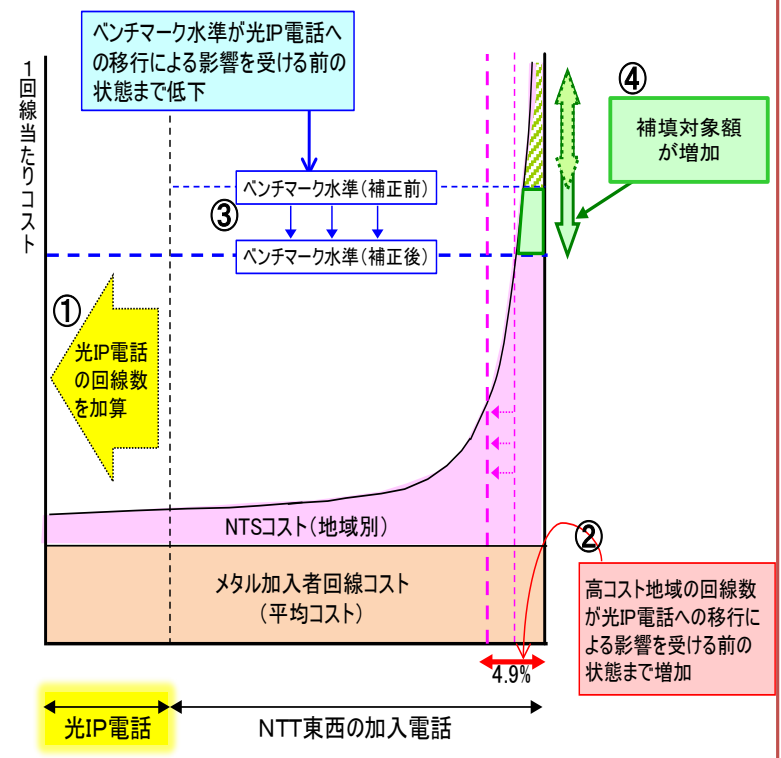 ベンチマーク水準が光IP電話へ
の移行による影響を受ける前の
状態まで低下
1回線当たりコスト
④
補填対象額
が増加
ベンチマーク水準(補正前)
③
ベンチマーク水準(補正後)
①
光IP電話
の回線数
を加算
NTSコスト(地域別)
②
メタル加入者回線コスト
(平均コスト)
高コスト地域の回線数
が光IP電話への移行に
よる影響を受ける前の
状態まで増加
4.9%
光IP電話
NTT東西の加入電話